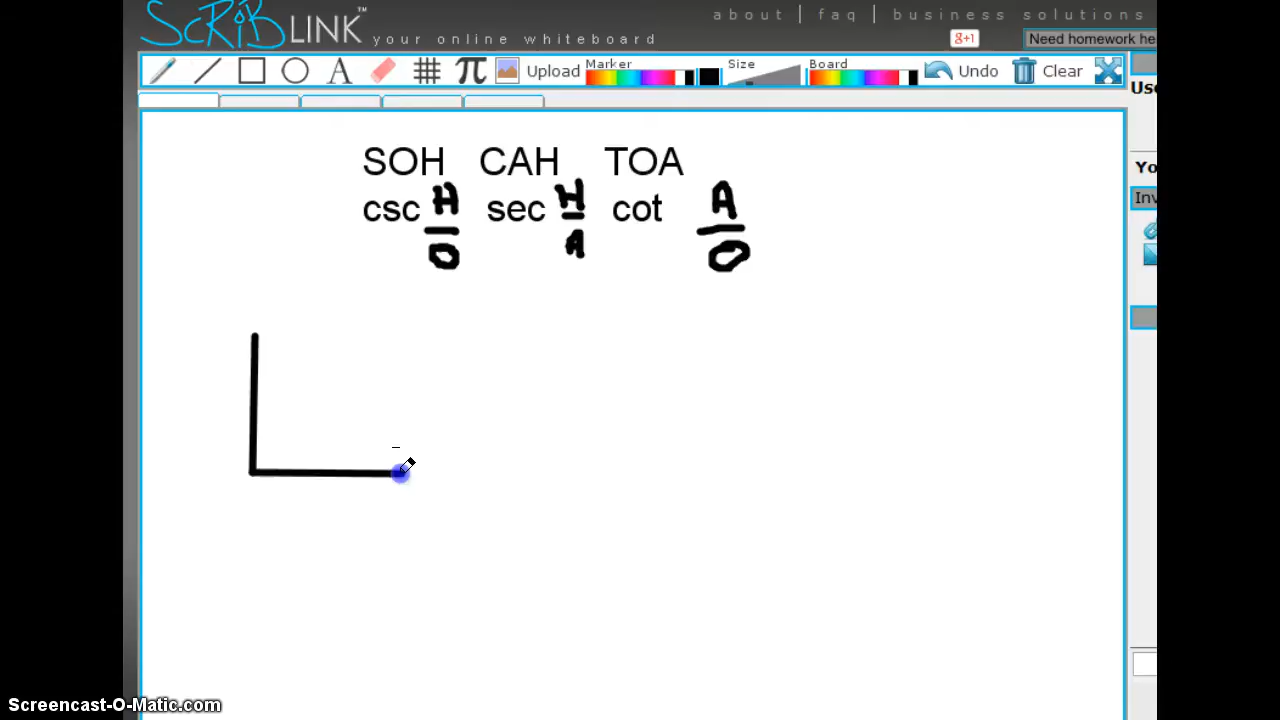 SCRIBLINK™ your online whiteboard
about | faq | business solutions
g+1
Need homework he
A π Upload Marker Size Board Undo Clear
Use
Yo
Inv
SOH CAH TOA
csc H/O sec H/A cot A/O
Screencast-O-Matic.com